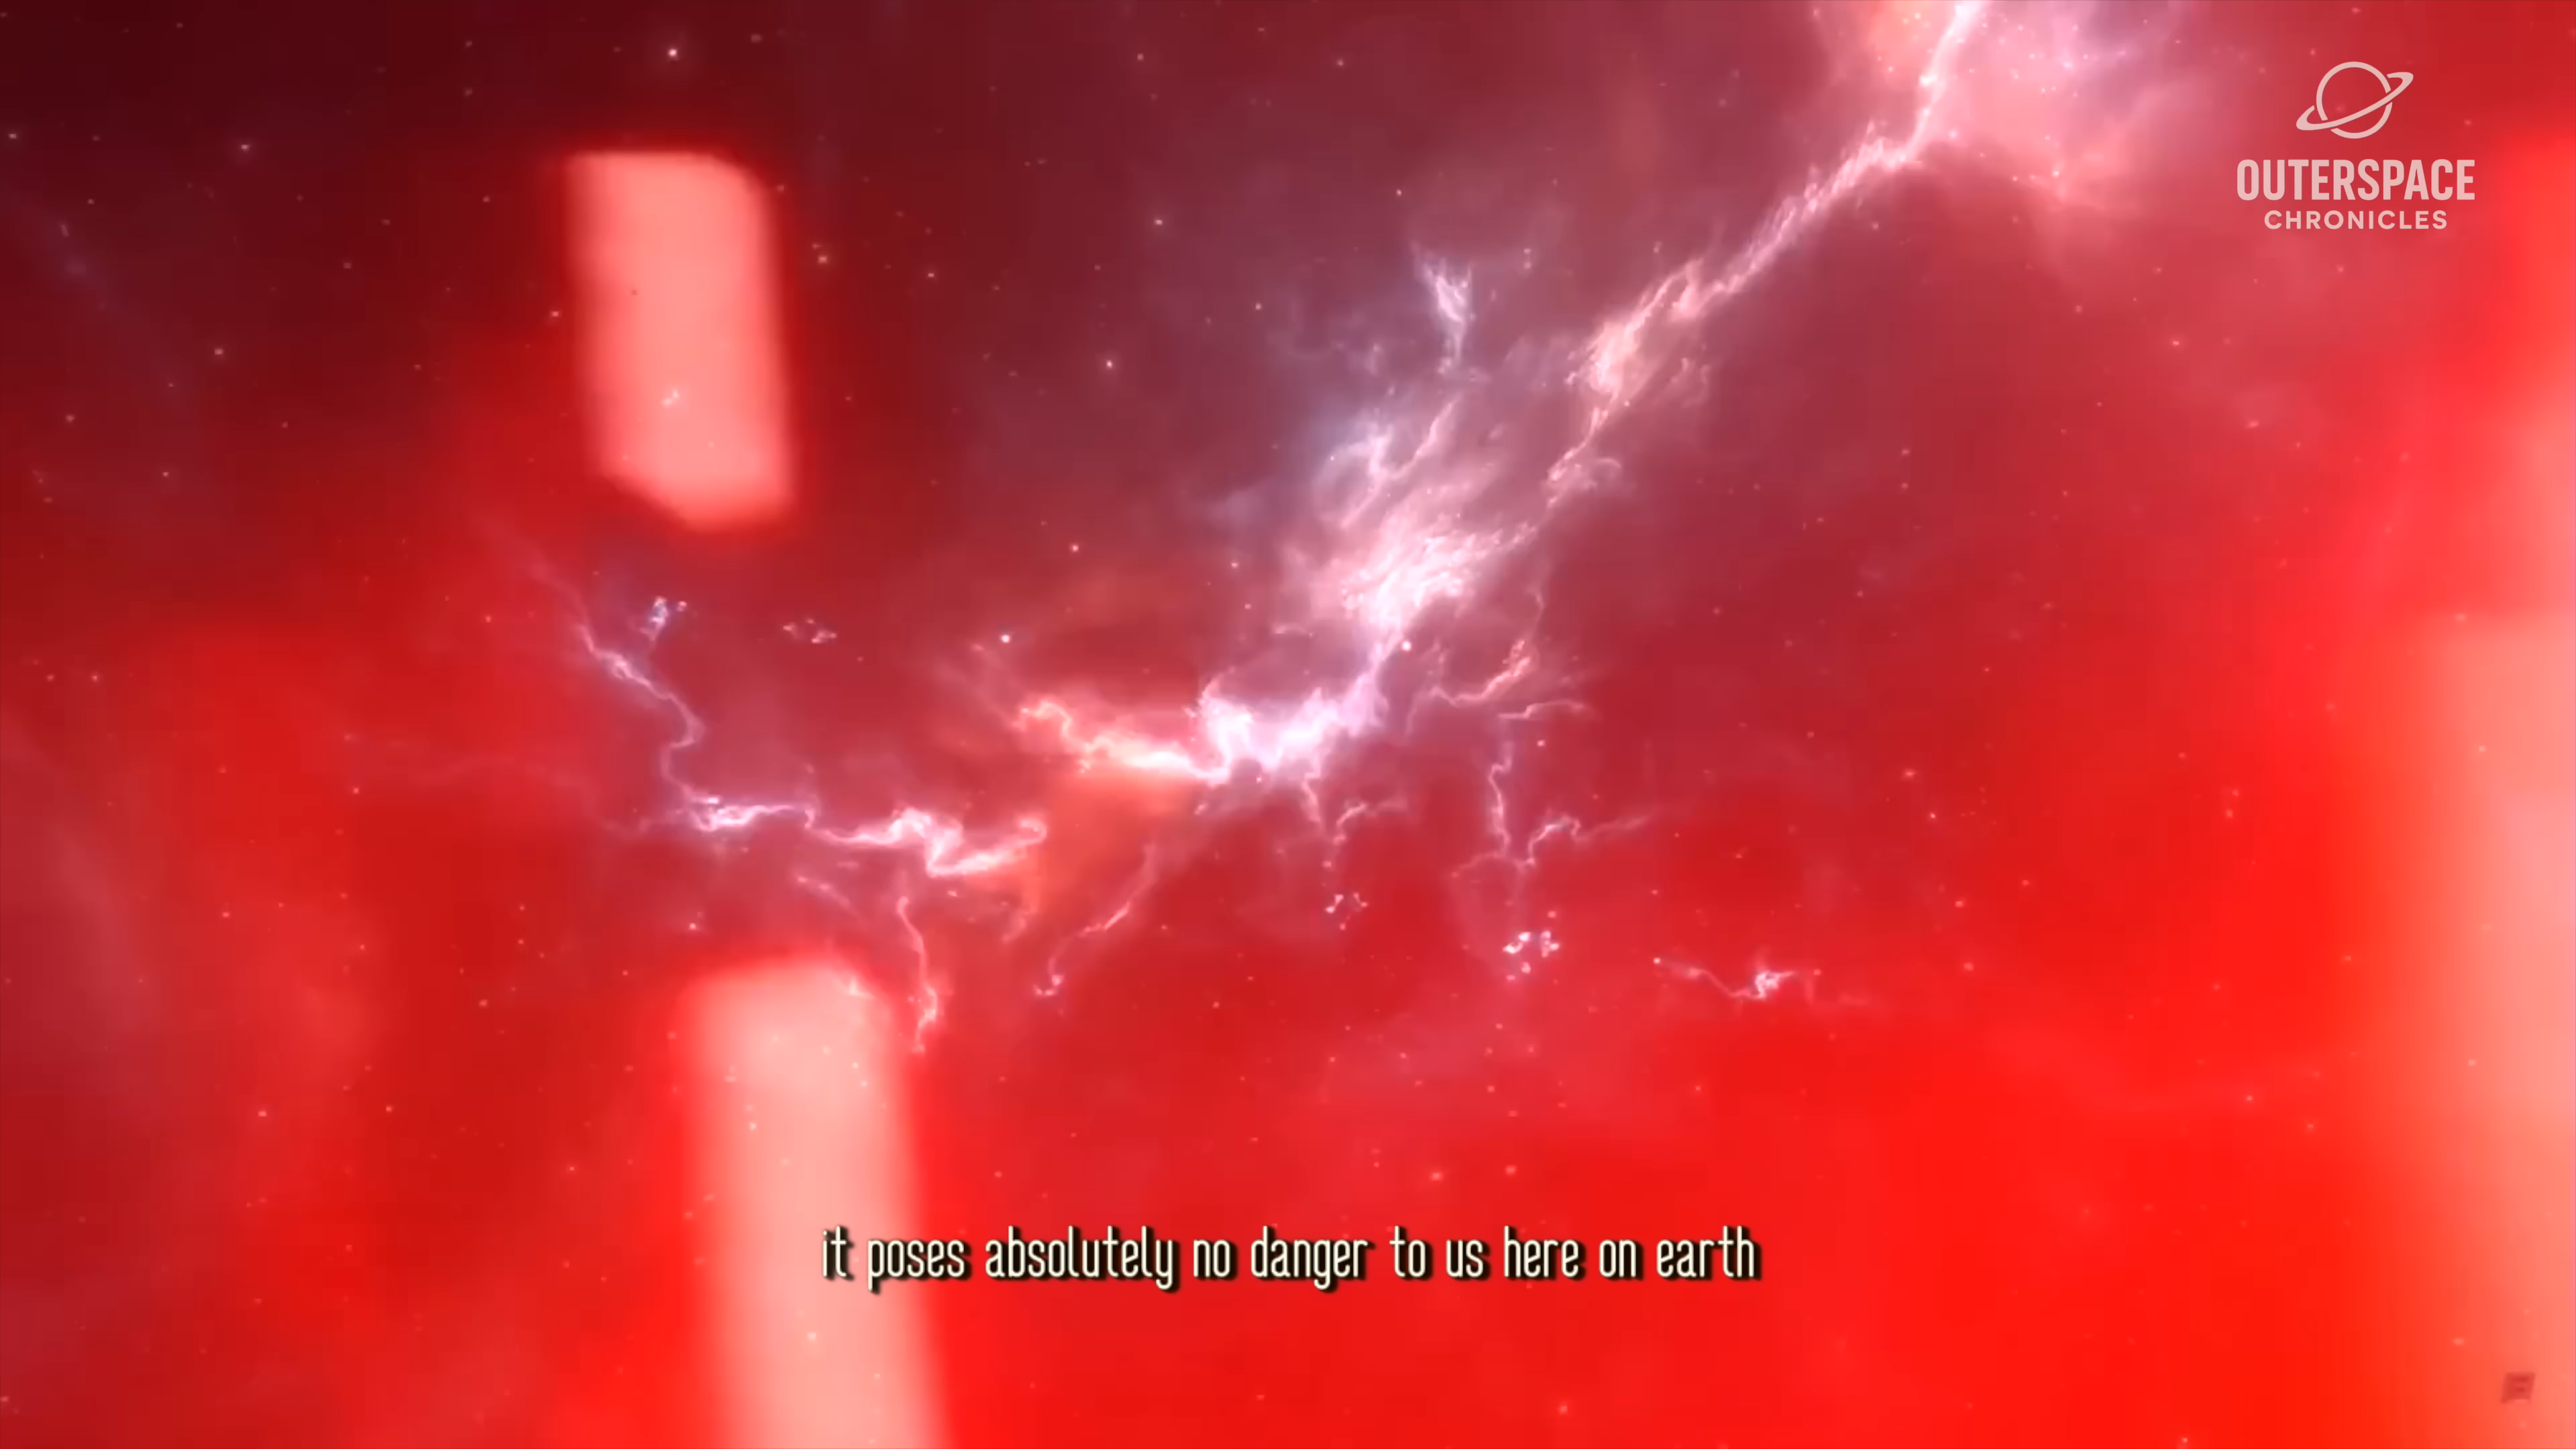 OUTERSPACE
CHRONICLES
it poses absolutely no danger to us here on earth